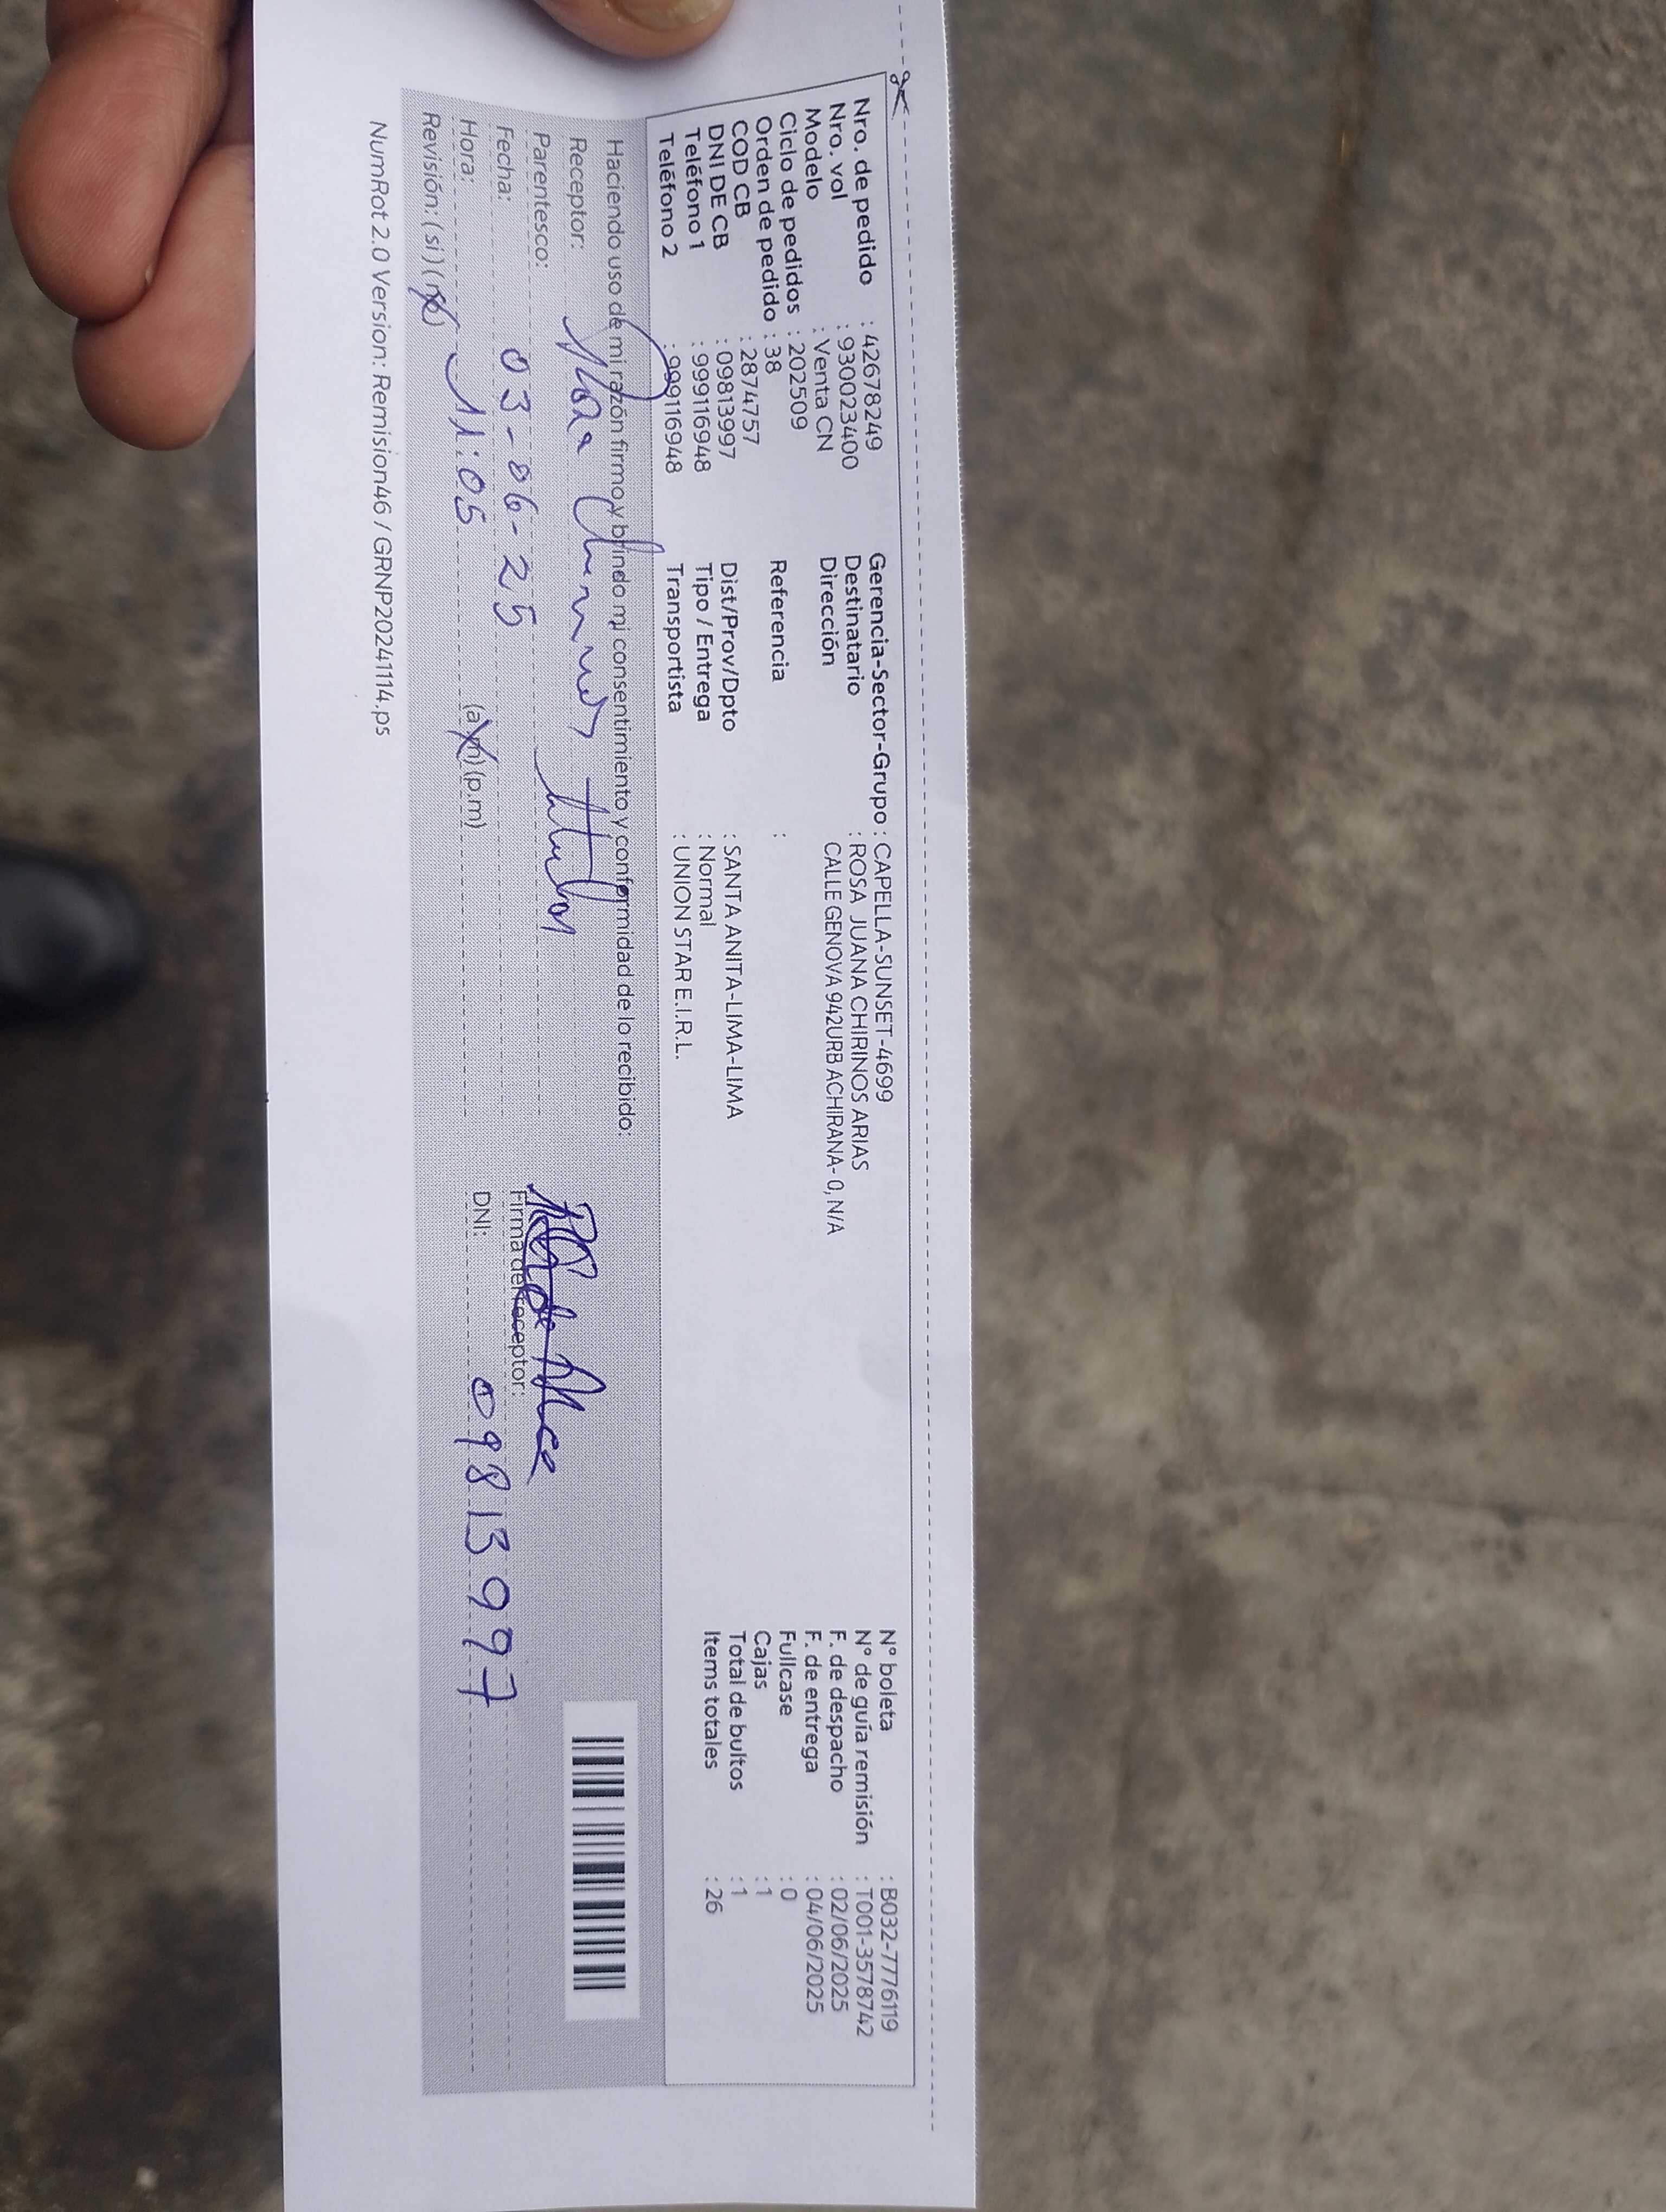 Nro. de pedido : 42678249
Nro. vol : 930023400
Modelo : Venta CN
Ciclo de pedidos : 202509
Orden de pedido : 38
COD CB : 2874757
DNI DE CB : 09813997
Teléfono 1 : 999116948
Teléfono 2 : 999116948
Gerencia-Sector-Grupo : CAPELLA-SUNSET-4699
Destinatario : ROSA JUANA CHIRINOS ARIAS
Dirección CALLE GENOVA 942URB ACHIRANA- 0, N/A
Referencia :
Dist/Prov/Dpto : SANTA ANITA-LIMA-LIMA
Tipo / Entrega : Normal
Transportista : UNION STAR E.I.R.L.
N° boleta : B032-7776119
N° de guía remisión : T001-3578742
F. de despacho : 02/06/2025
F. de entrega : 04/06/2025
Fullcase : 0
Cajas : 1
Total de bultos : 1
Items totales : 26
Haciendo uso de mi razón firmo y brindo mi consentimiento y conformidad de lo recibido:
Receptor: Rosa Chirinos
Parentesco: titular
Fecha: 03-06-25
Hora: 11:05 (a.m) (p.m)
Revisión: (si) (no)
Firma del receptor:
DNI: 09813997
NumRot 2.0 Version: Remision46 / GRNP20241114.ps